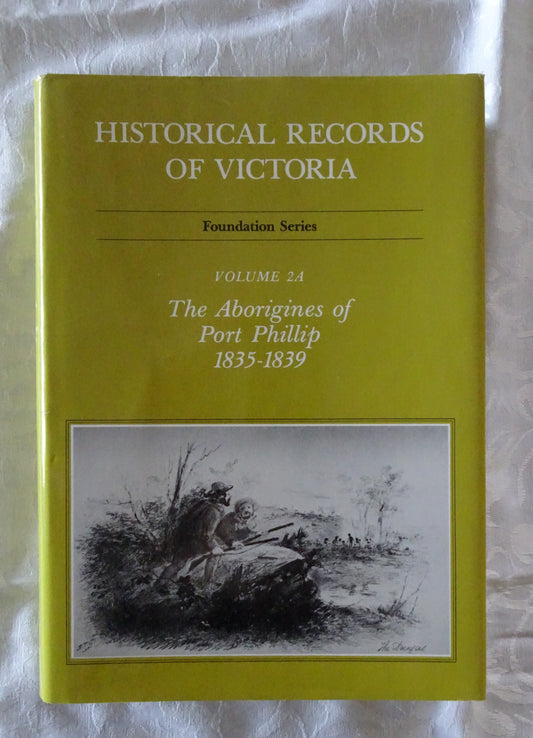 HISTORICAL RECORDS
OF VICTORIA
Foundation Series
VOLUME 2A
The Aborigines of
Port Phillip
1835-1839